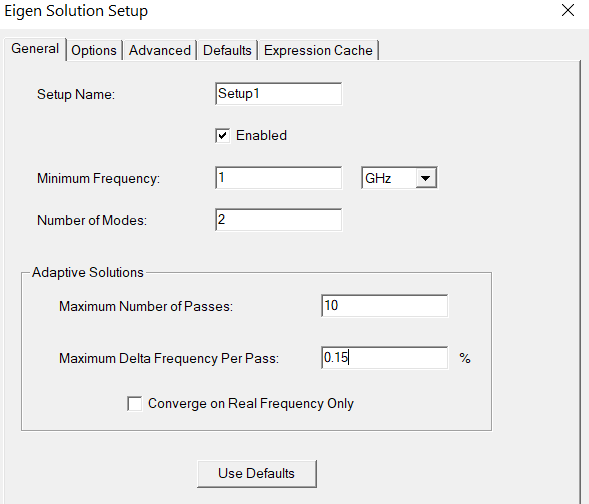 Eigen Solution Setup
General Options Advanced Defaults Expression Cache
Setup Name: Setup1
Enabled
Minimum Frequency: 1 GHz
Number of Modes: 2
Adaptive Solutions
Maximum Number of Passes: 10
Maximum Delta Frequency Per Pass: 0.15 %
Converge on Real Frequency Only
Use Defaults